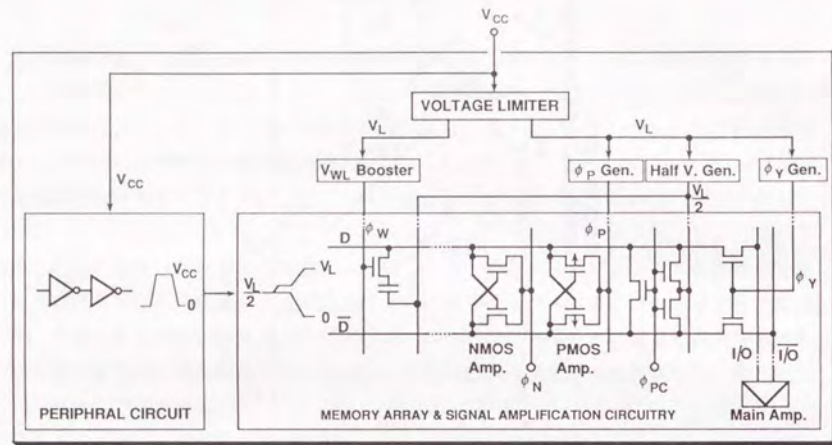 V_CC
VOLTAGE LIMITER
V_L
V_L
V_CC
V_WL Booster
φ_P Gen.
Half V. Gen.
φ_Y Gen.
V_L/2
D
φ_W
φ_P
φ_Y
V_CC
0
V_L/2
V_L
0
D̅
NMOS Amp.
PMOS Amp.
I/O
I̅/̅O̅
φ_N
φ_PC
PERIPHRAL CIRCUIT
MEMORY ARRAY & SIGNAL AMPLIFICATION CIRCUITRY
Main Amp.